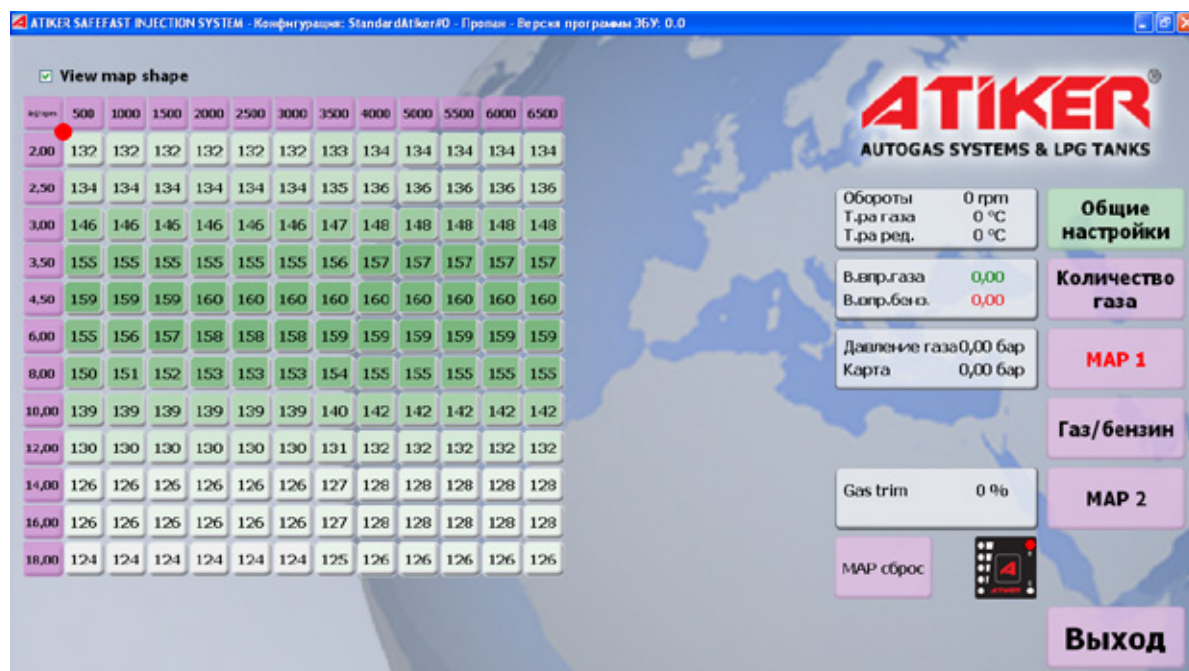 ATIKER SAFEFAST INJECTION SYSTEM - Конфигурация: StandardAtiker#0 - Пропан - Версия программы ЭБУ: 0.0
View map shape
500 1000 1500 2000 2500 3000 3500 4000 5000 5500 6000 6500
2,00 132 132 132 132 132 132 133 134 134 134 134 134
2,50 134 134 134 134 134 134 135 136 136 136 136 136
3,00 146 146 146 146 146 146 147 148 148 148 148 148
3,50 155 155 155 155 155 155 156 157 157 157 157 157
4,50 159 159 159 160 160 160 160 160 160 160 160 160
6,00 155 156 157 158 158 158 159 159 159 159 159 159
8,00 150 151 152 153 153 153 154 155 155 155 155 155
10,00 139 139 139 139 139 139 140 142 142 142 142 142
12,00 130 130 130 130 130 130 131 132 132 132 132 132
14,00 126 126 126 126 126 126 127 128 128 128 128 128
16,00 126 126 126 126 126 126 127 128 128 128 128 128
18,00 124 124 124 124 124 124 125 126 126 126 126 126
ATİKER®
AUTOGAS SYSTEMS & LPG TANKS
Обороты 0 rpm
Т.ра газа 0 °C
Т.ра ред. 0 °C
Общие
настройки
В.впр.газа 0,00
В.впр.бенз. 0,00
Количество
газа
Давление газа 0,00 бар
Карта 0,00 бар
MAP 1
Газ/бензин
Gas trim 0 %
MAP 2
MAP сброс
ATIKER
Выход